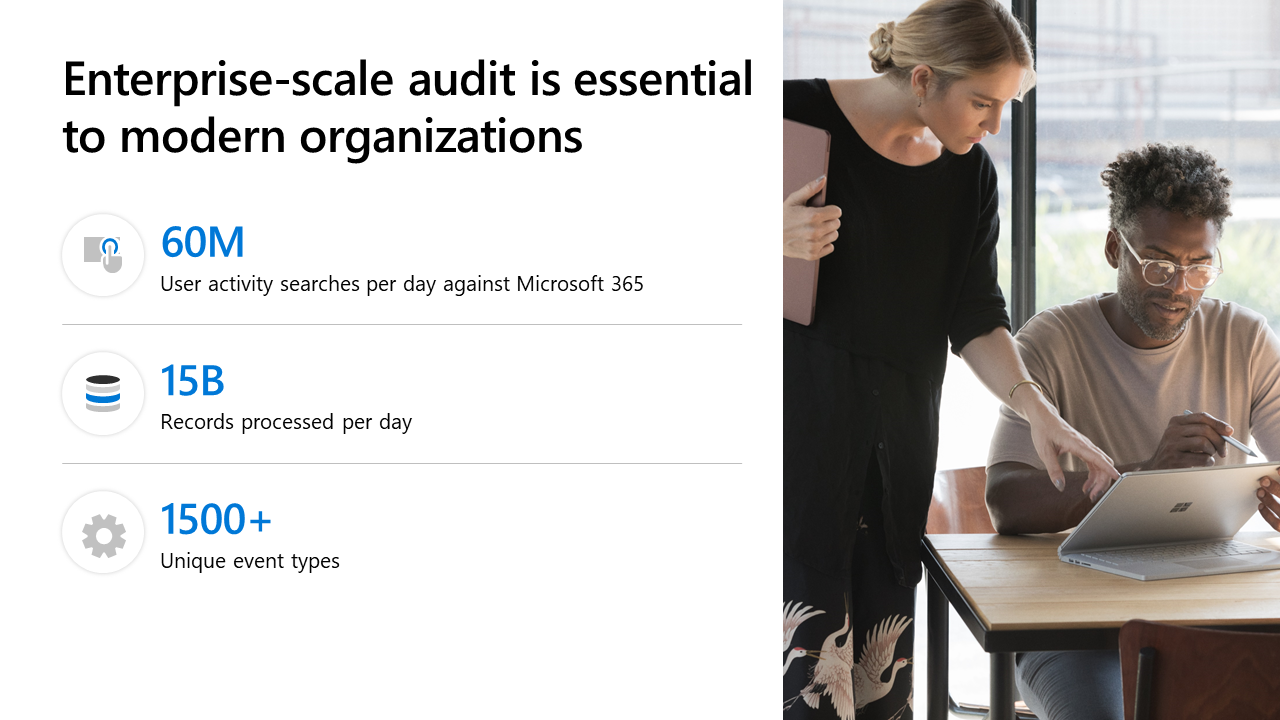 Enterprise-scale audit is essential
to modern organizations
60M
User activity searches per day against Microsoft 365
15B
Records processed per day
1500+
Unique event types